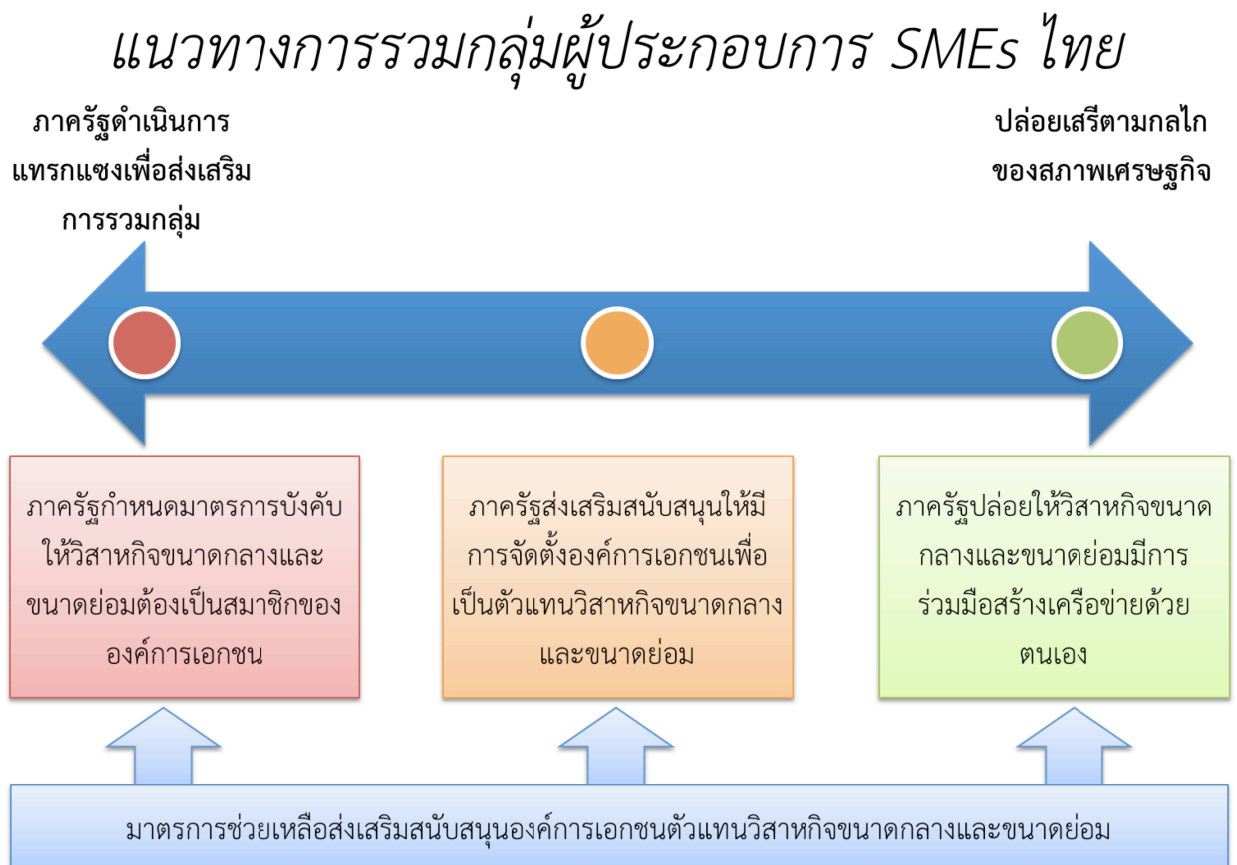 แนวทางการรวมกลุ่มผู้ประกอบการ SMEs ไทย
ภาครัฐดำเนินการ
แทรกแซงเพื่อส่งเสริม
การรวมกลุ่ม
ปล่อยเสรีตามกลไก
ของสภาพเศรษฐกิจ
ภาครัฐกำหนดมาตรการบังคับ
ให้วิสาหกิจขนาดกลางและ
ขนาดย่อมต้องเป็นสมาชิกของ
องค์การเอกชน
ภาครัฐส่งเสริมสนับสนุนให้มี
การจัดตั้งองค์การเอกชนเพื่อ
เป็นตัวแทนวิสาหกิจขนาดกลาง
และขนาดย่อม
ภาครัฐปล่อยให้วิสาหกิจขนาด
กลางและขนาดย่อมมีการ
ร่วมมือสร้างเครือข่ายด้วย
ตนเอง
มาตรการช่วยเหลือส่งเสริมสนับสนุนองค์การเอกชนตัวแทนวิสาหกิจขนาดกลางและขนาดย่อม